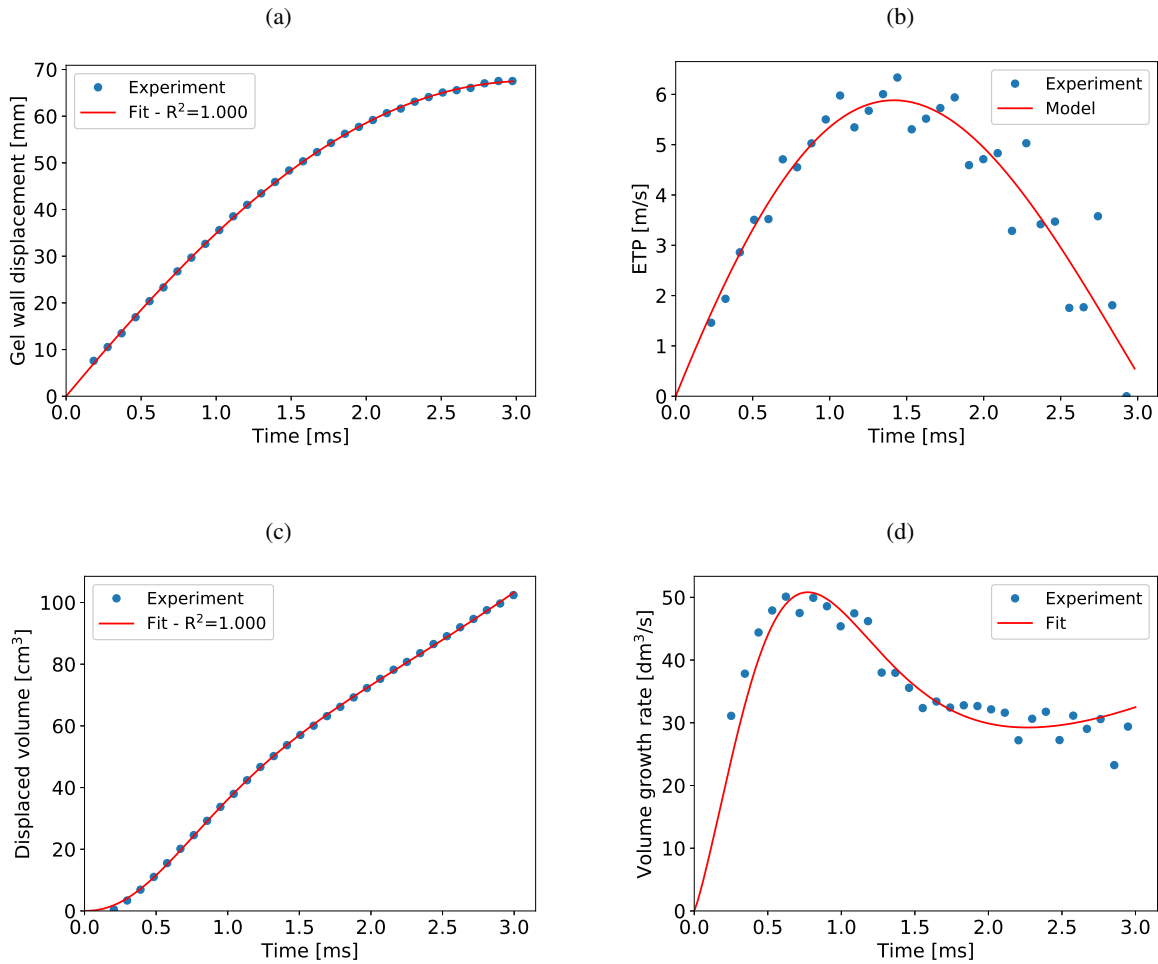 (a)
Experiment
Fit - R²=1.000
Gel wall displacement [mm]
70
60
50
40
30
20
10
0
0.0 0.5 1.0 1.5 2.0 2.5 3.0
Time [ms]
(b)
Experiment
Model
ETP [m/s]
6
5
4
3
2
1
0
0.0 0.5 1.0 1.5 2.0 2.5 3.0
Time [ms]
(c)
Experiment
Fit - R²=1.000
Displaced volume [cm³]
100
80
60
40
20
0
0.0 0.5 1.0 1.5 2.0 2.5 3.0
Time [ms]
(d)
Experiment
Fit
Volume growth rate [dm³/s]
50
40
30
20
10
0
0.0 0.5 1.0 1.5 2.0 2.5 3.0
Time [ms]